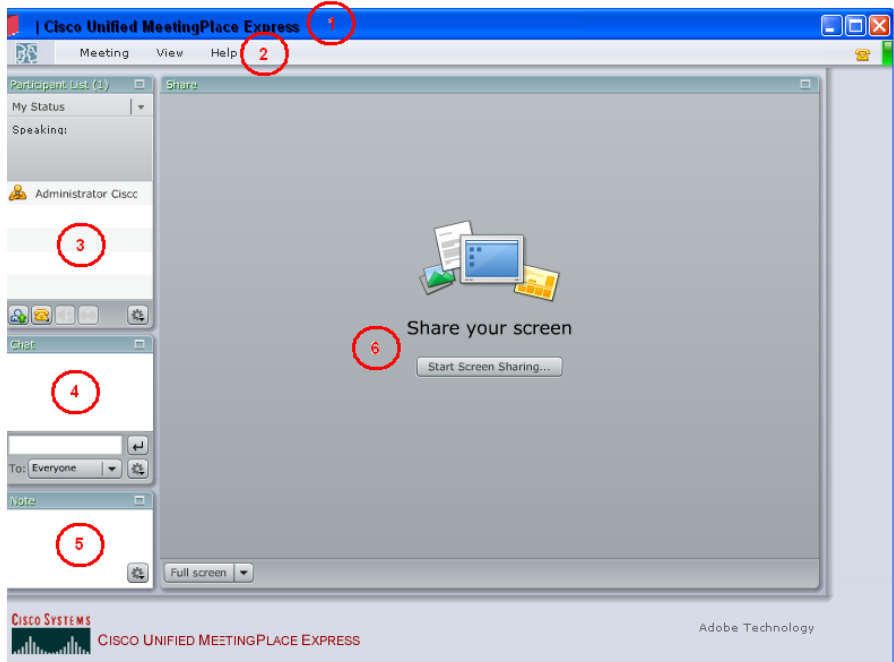 | Cisco Unified MeetingPlace Express 1
Meeting View Help 2
Participant List (1)
My Status
Speaking:
Administrator Ciscc
3
Chat
4
To: Everyone
Note
5
Share
Share your screen
6
Start Screen Sharing...
Full screen
CISCO SYSTEMS
CISCO UNIFIED MEETINGPLACE EXPRESS
Adobe Technology